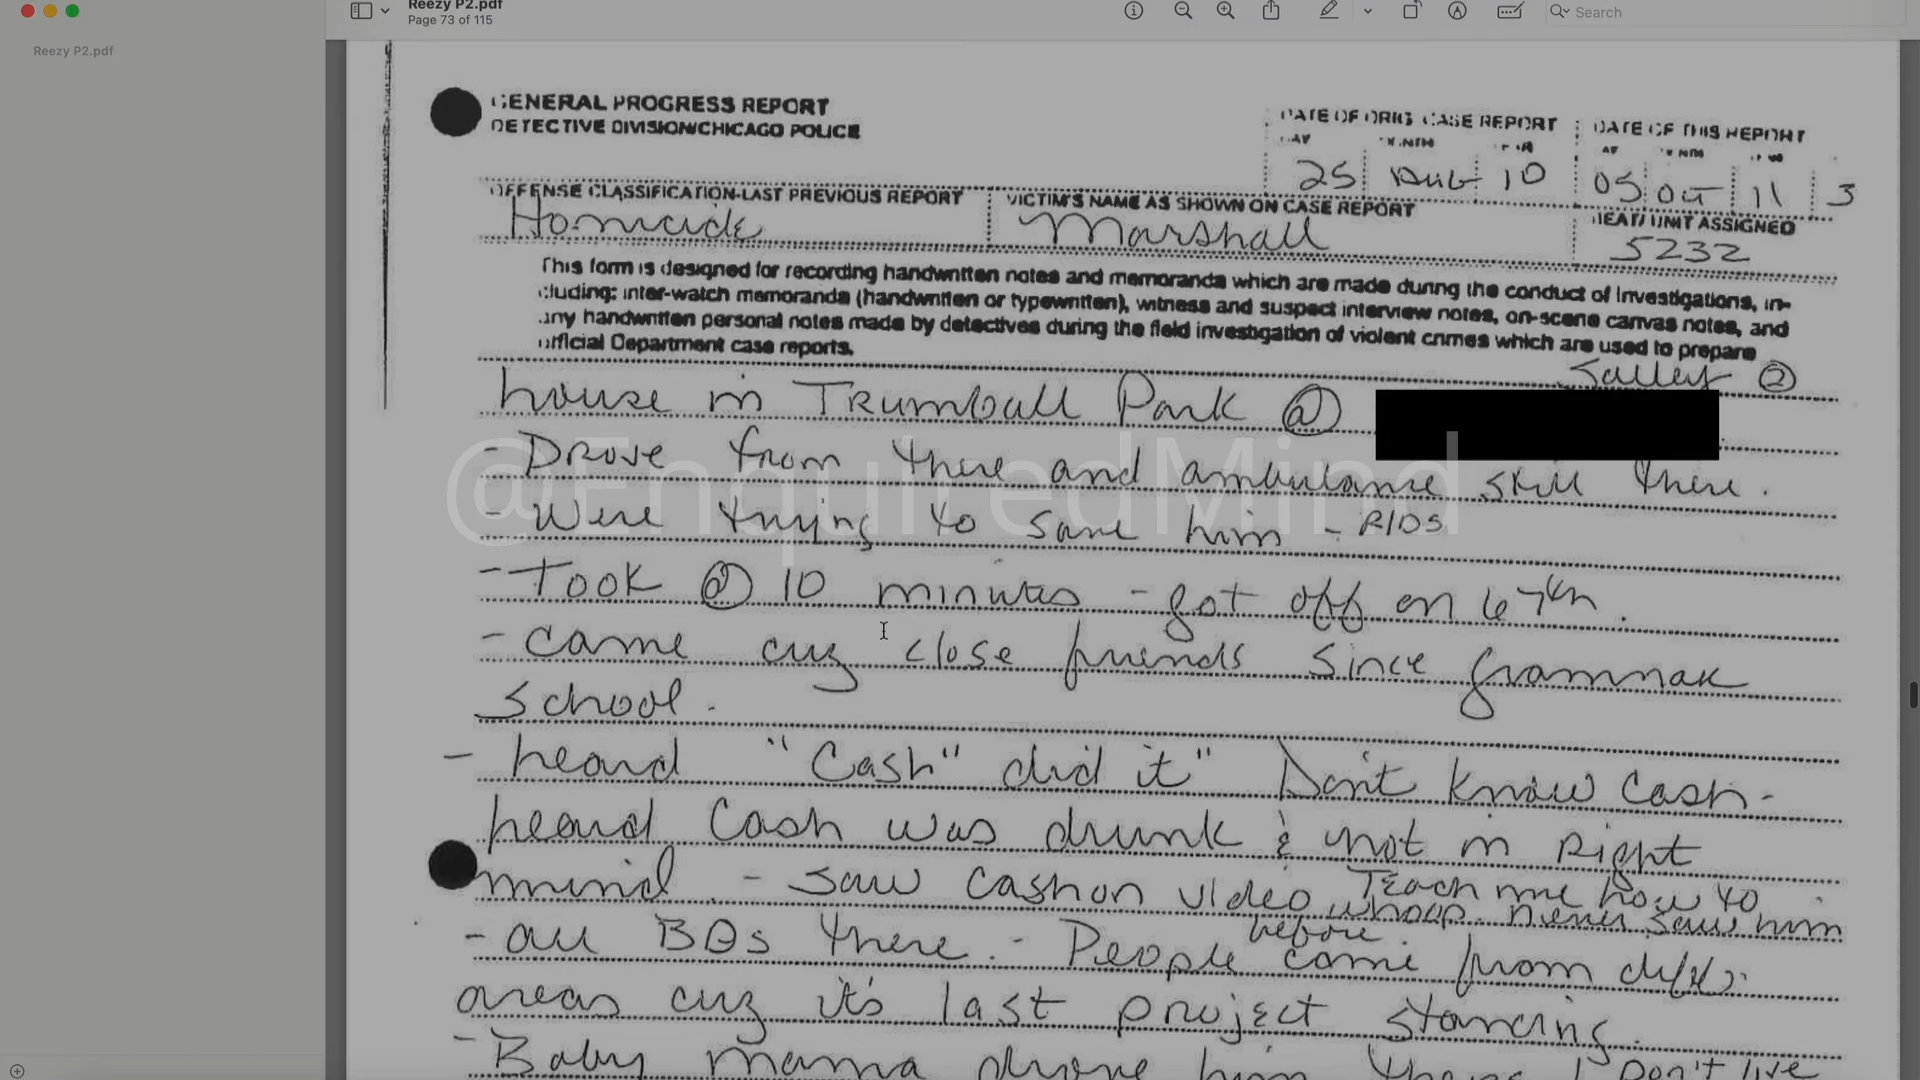 Reezy P2.pdf
Page 73 of 115
Search
Reezy P2.pdf
GENERAL PROGRESS REPORT
DETECTIVE DIVISION/CHICAGO POLICE
DATE OF ORIG. CASE REPORT
DATE OF THIS REPORT
25 AUG 10
05 Oct 11 3
OFFENSE CLASSIFICATION-LAST PREVIOUS REPORT
VICTIM'S NAME AS SHOWN ON CASE REPORT
BEAT/UNIT ASSIGNED
Homicide
Marshall
5232
This form is designed for recording handwritten notes and memoranda which are made during the conduct of investigations, in-
cluding: inter-watch memoranda (handwritten or typewritten), witness and suspect interview notes, on-scene canvas notes, and
any handwritten personal notes made by detectives during the field investigation of violent crimes which are used to prepare
official Department case reports.
②
house in Trumball Park @
- Drove from there and ambulance still there.
@EnquiredMind
- Were trying to save him -
- Took @ 10 minutes - got off on 67th.
- came cuz close friends since grammar
school.
- heard "Cash" did it" Don't know Cash -
heard Cash was drunk & not in Right
mind. - saw Cash on video Teach me how to
whoop. never saw him
before.
- all BDs there. - People come from diff.
areas cuz it's last project standing.
- Baby mama drove him there. Don't live